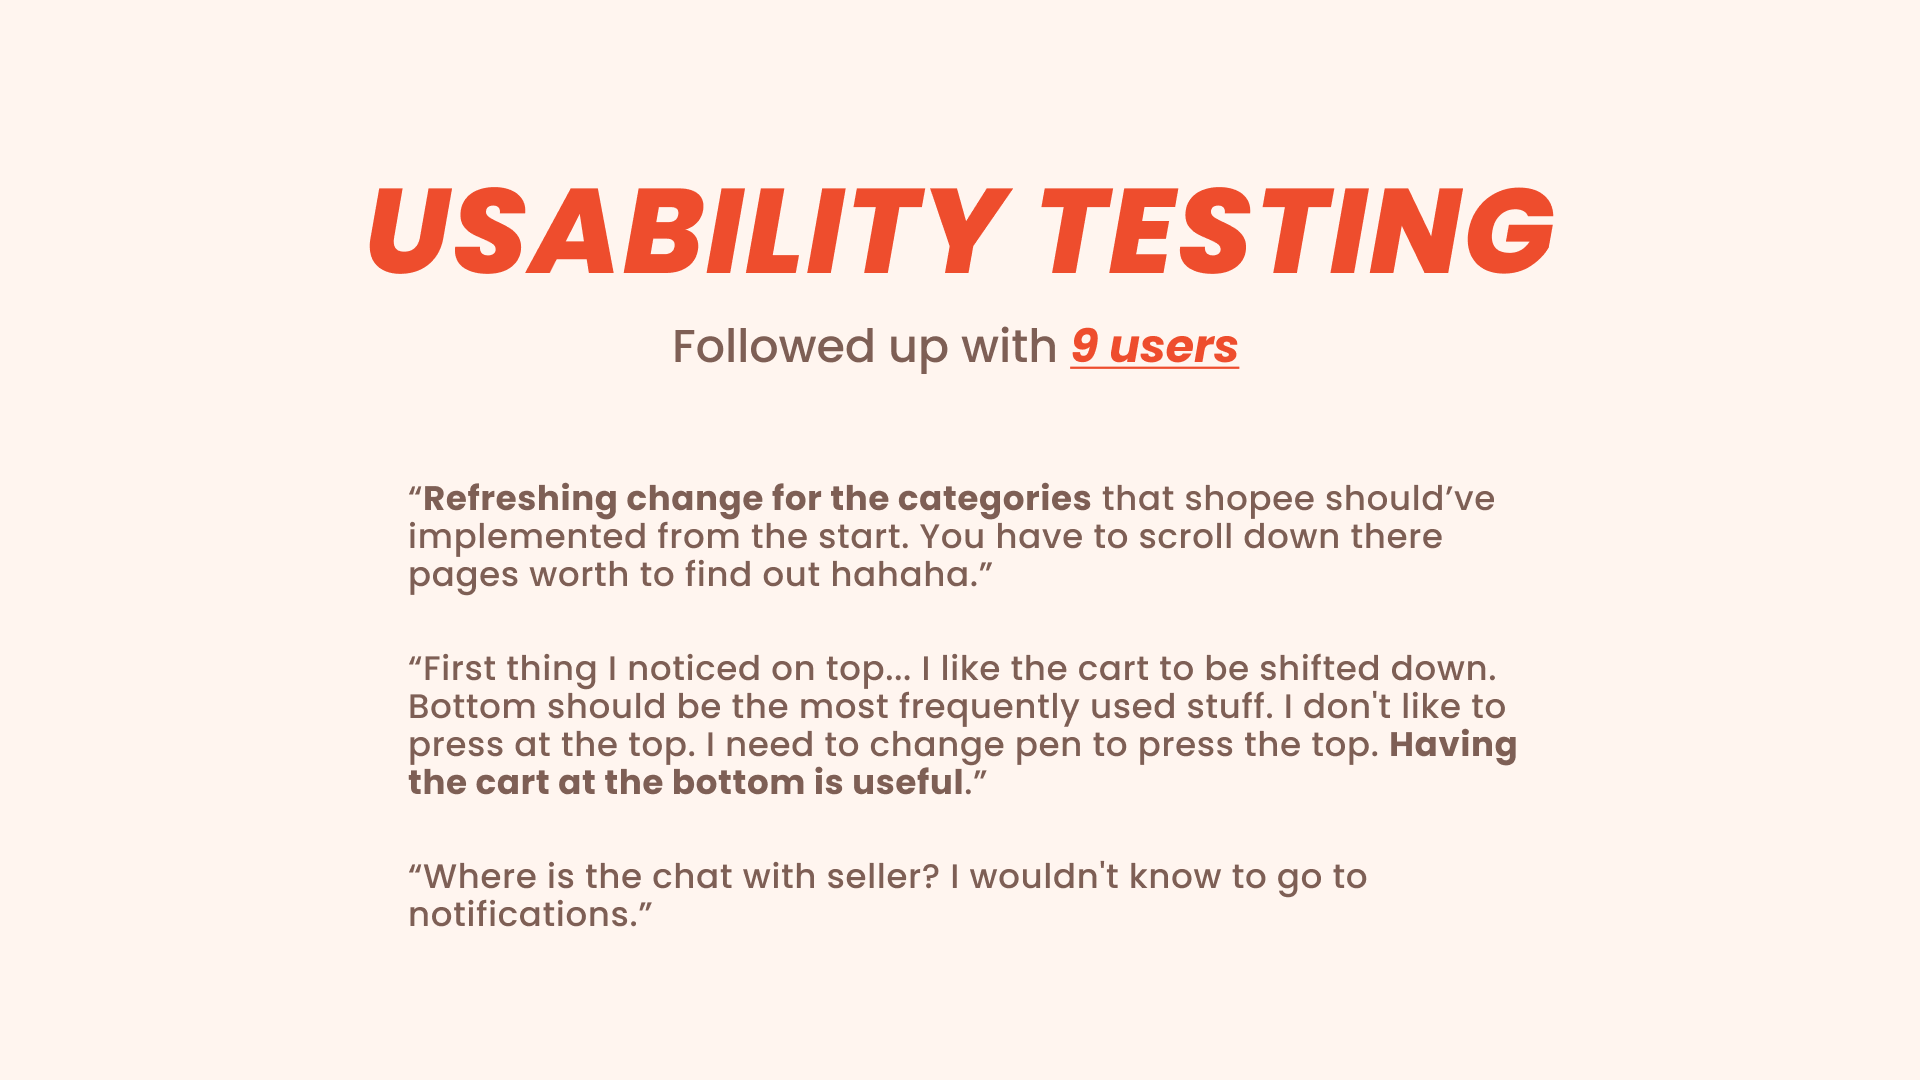 USABILITY TESTING
Followed up with 9 users
“Refreshing change for the categories that shopee should’ve
implemented from the start. You have to scroll down there
pages worth to find out hahaha.”
“First thing I noticed on top... I like the cart to be shifted down.
Bottom should be the most frequently used stuff. I don't like to
press at the top. I need to change pen to press the top. Having
the cart at the bottom is useful.”
“Where is the chat with seller? I wouldn't know to go to
notifications.”